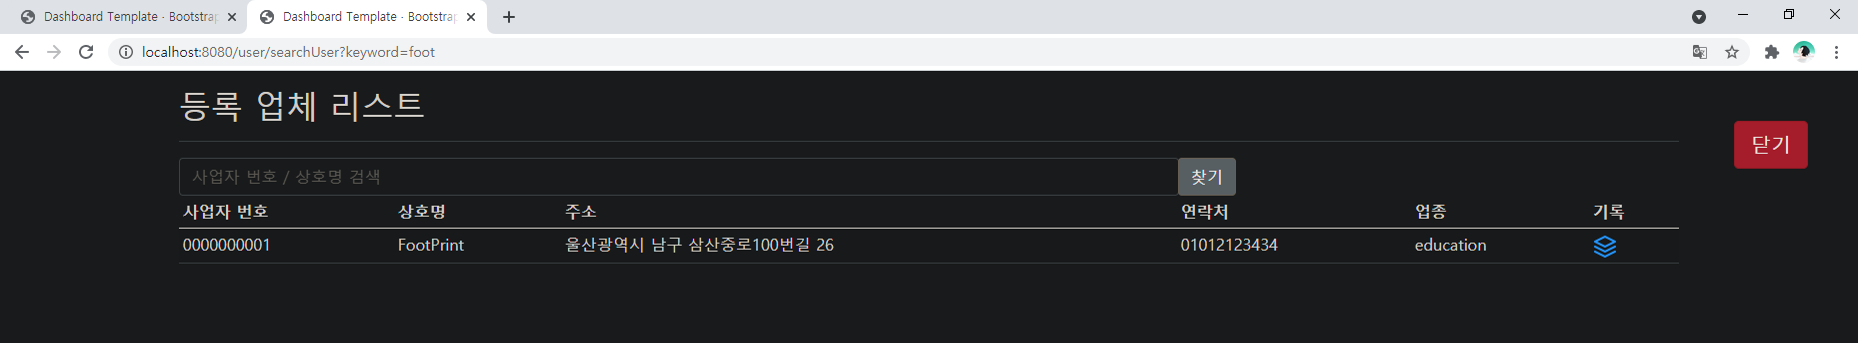 Dashboard Template · Bootstrap
Dashboard Template · Bootstrap
localhost:8080/user/searchUser?keyword=foot
등록 업체 리스트
닫기
사업자 번호 / 상호명 검색
찾기
사업자 번호 상호명 주소 연락처 업종 기록
0000000001 FootPrint 울산광역시 남구 삼산중로100번길 26 01012123434 education